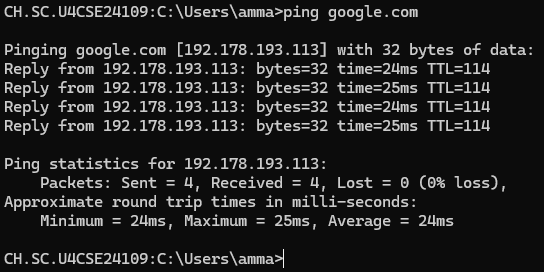 CH.SC.U4CSE24109:C:\Users\amma>ping google.com
Pinging google.com [192.178.193.113] with 32 bytes of data:
Reply from 192.178.193.113: bytes=32 time=24ms TTL=114
Reply from 192.178.193.113: bytes=32 time=25ms TTL=114
Reply from 192.178.193.113: bytes=32 time=24ms TTL=114
Reply from 192.178.193.113: bytes=32 time=25ms TTL=114
Ping statistics for 192.178.193.113:
    Packets: Sent = 4, Received = 4, Lost = 0 (0% loss),
Approximate round trip times in milli-seconds:
    Minimum = 24ms, Maximum = 25ms, Average = 24ms
CH.SC.U4CSE24109:C:\Users\amma>